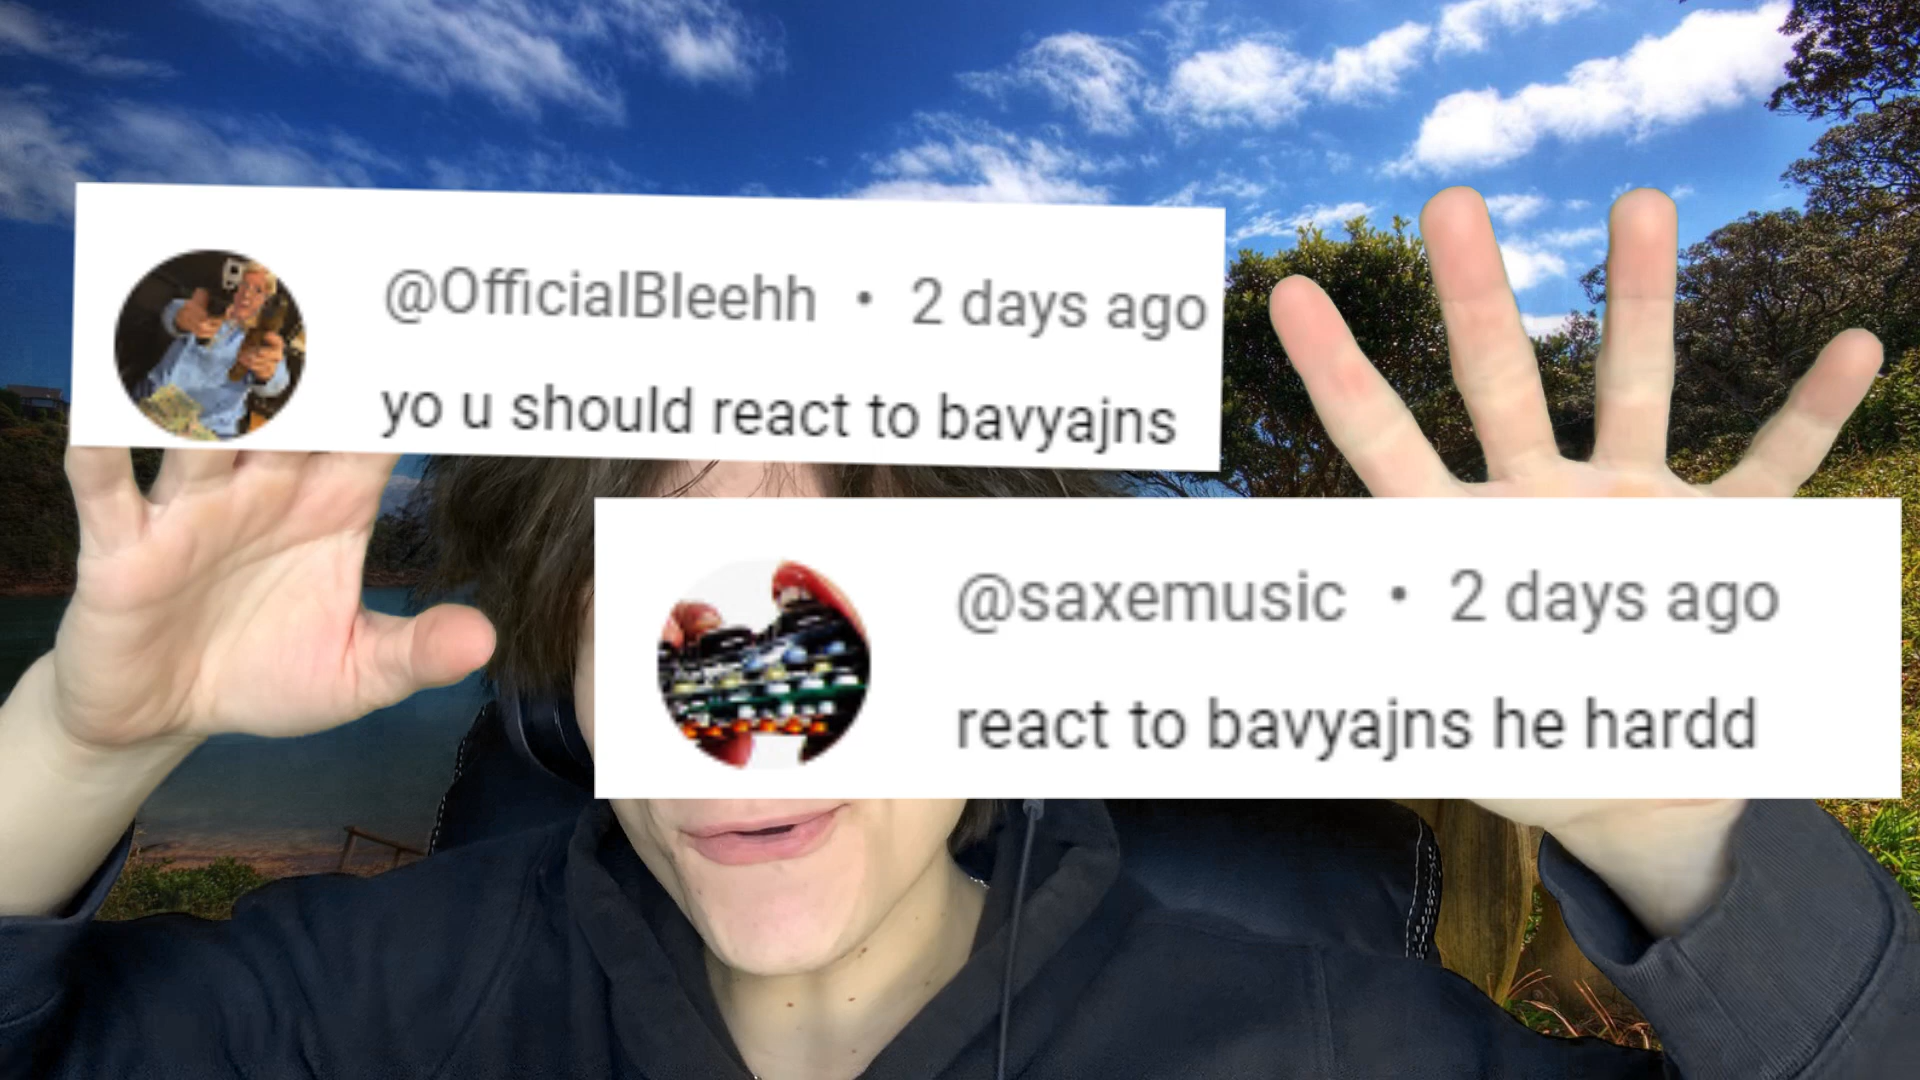 @OfficialBleehh • 2 days ago
yo u should react to bavyajns
@saxemusic • 2 days ago
react to bavyajns he hardd